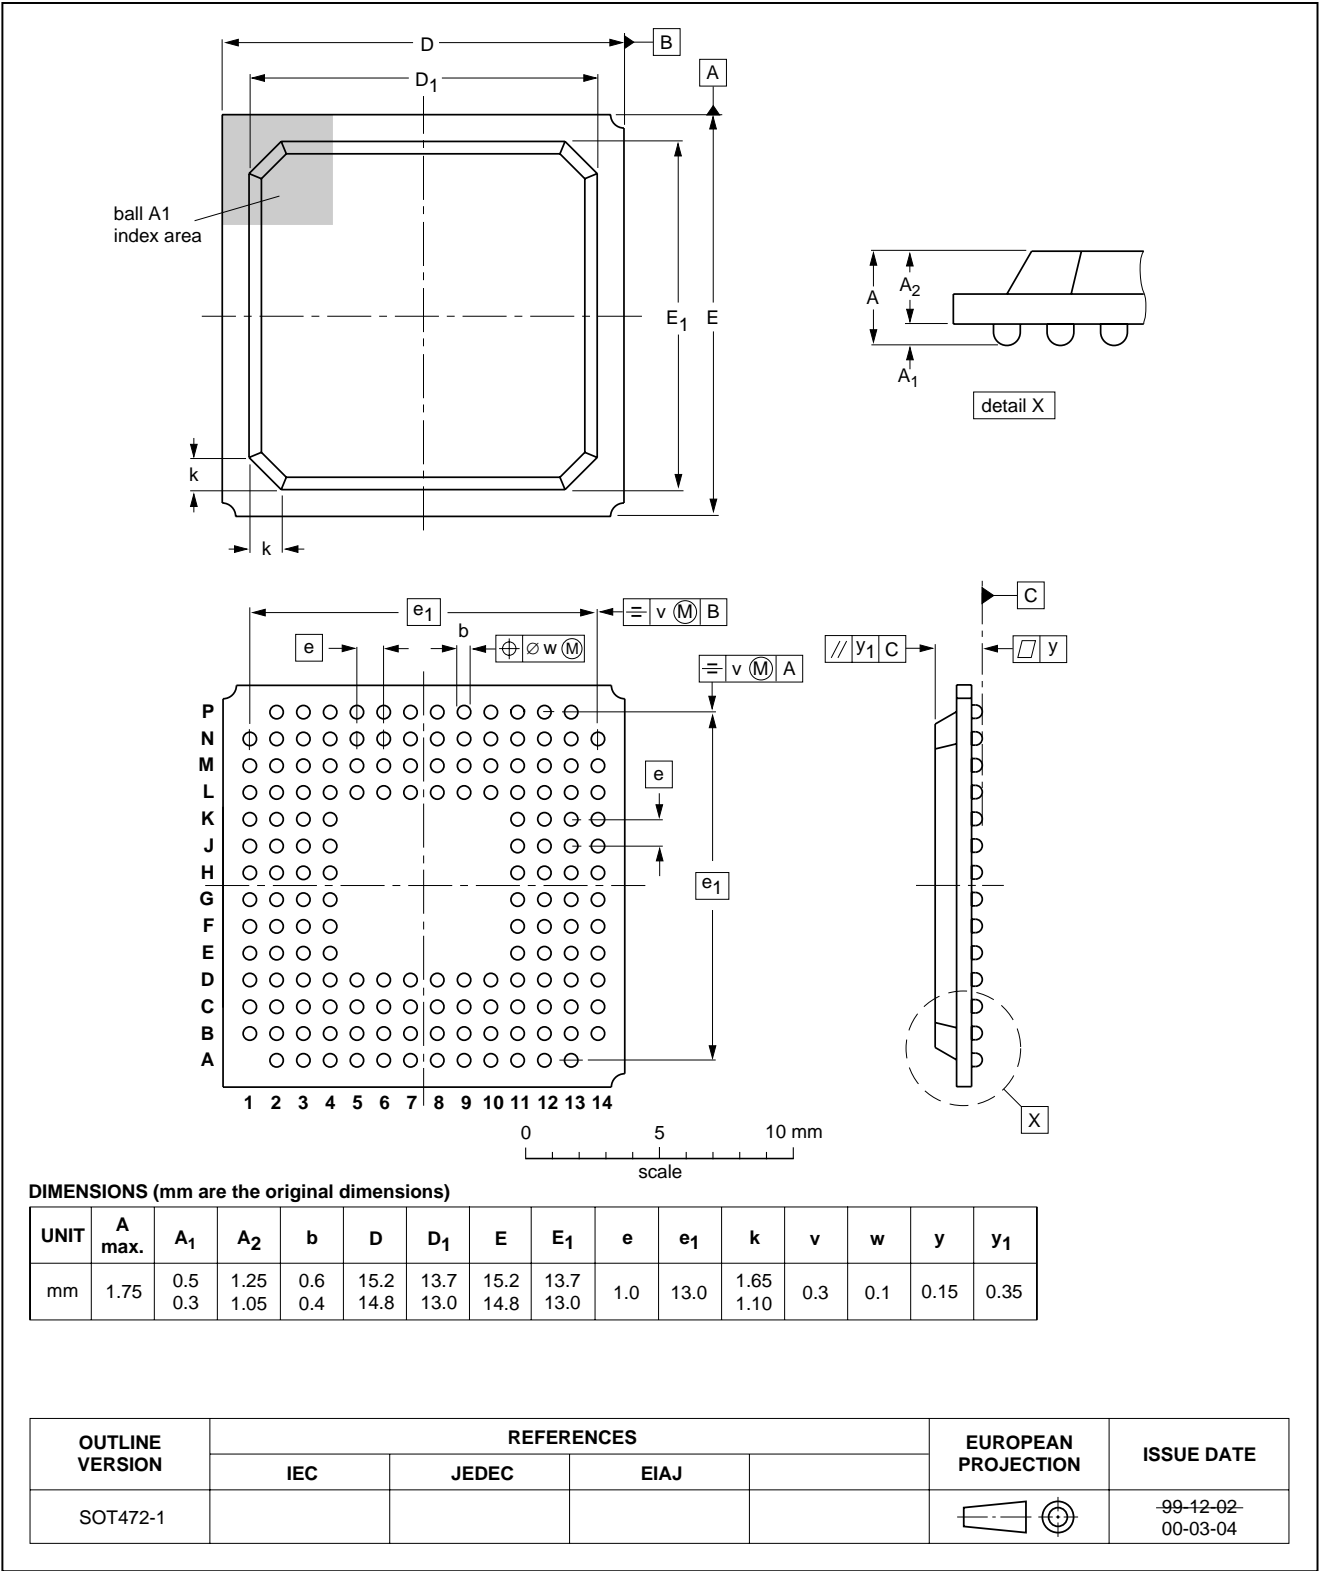 D
B
D1
A
ball A1
index area
E1
E
k
k
A
A2
A1
detail X
e1
= v M B
b
e
⌖ ∅ w M
= v M A
// y1 C
C
▱ y
P
N
M
L
e
K
J
H
e1
G
F
E
D
C
B
A
1 2 3 4 5 6 7 8 9 10 11 12 13 14
X
0 5 10 mm
scale
DIMENSIONS (mm are the original dimensions)
UNIT A max. A1 A2 b D D1 E E1 e e1 k v w y y1
mm 1.75 0.5 0.3 1.25 1.05 0.6 0.4 15.2 14.8 13.7 13.0 15.2 14.8 13.7 13.0 1.0 13.0 1.65 1.10 0.3 0.1 0.15 0.35
OUTLINE VERSION REFERENCES EUROPEAN PROJECTION ISSUE DATE
IEC JEDEC EIAJ
SOT472-1 99-12-02
00-03-04